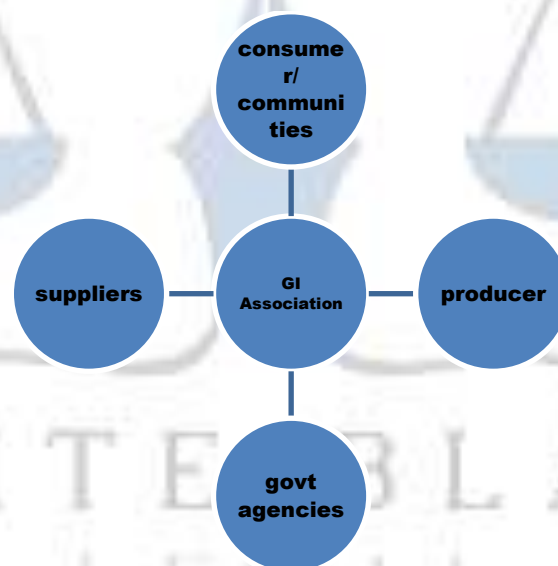 consume
r/
communi
ties
suppliers
GI
Association
producer
govt
agencies
T E B L